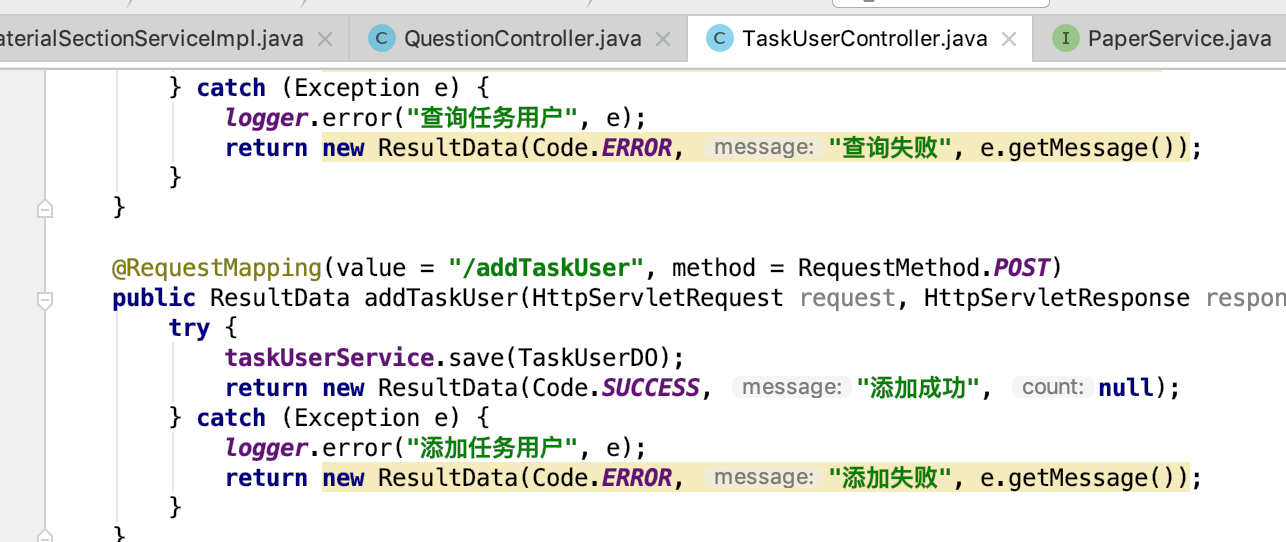 aterialSectionServiceImpl.java × C QuestionController.java × C TaskUserController.java × I PaperService.java
} catch (Exception e) {
logger.error("查询任务用户", e);
return new ResultData(Code.ERROR, message: "查询失败", e.getMessage());
}
}
@RequestMapping(value = "/addTaskUser", method = RequestMethod.POST)
public ResultData addTaskUser(HttpServletRequest request, HttpServletResponse respon
try {
taskUserService.save(TaskUserDO);
return new ResultData(Code.SUCCESS, message: "添加成功", count: null);
} catch (Exception e) {
logger.error("添加任务用户", e);
return new ResultData(Code.ERROR, message: "添加失败", e.getMessage());
}
}